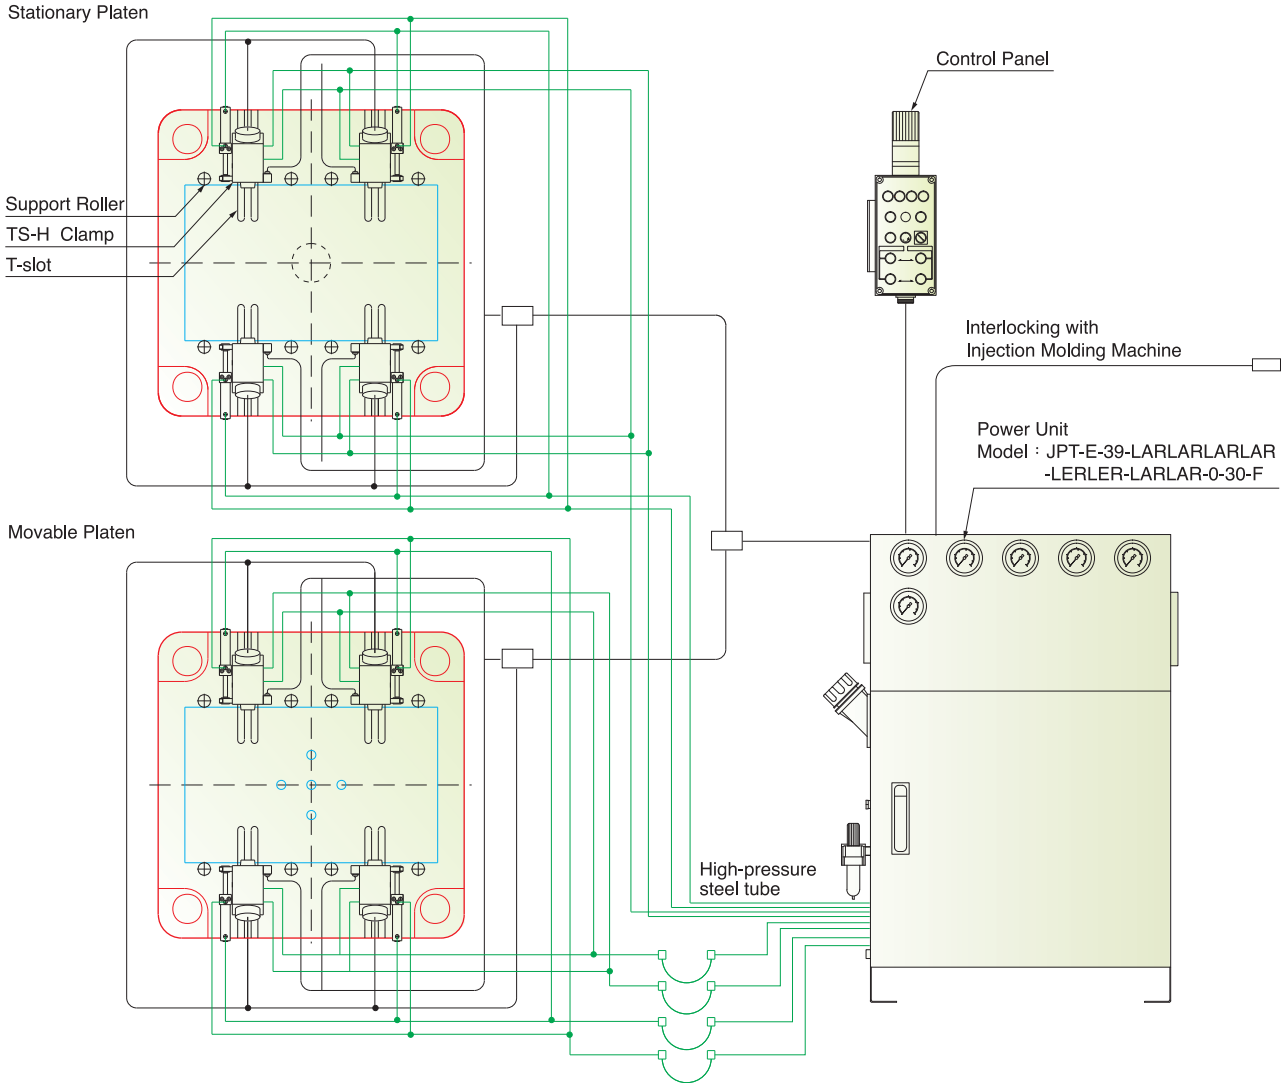 Stationary Platen
Control Panel
Support Roller
TS-H Clamp
T-slot
Interlocking with
Injection Molding Machine
Power Unit
Model : JPT-E-39-LARLARLARLAR
-LERLER-LARLAR-0-30-F
Movable Platen
High-pressure
steel tube